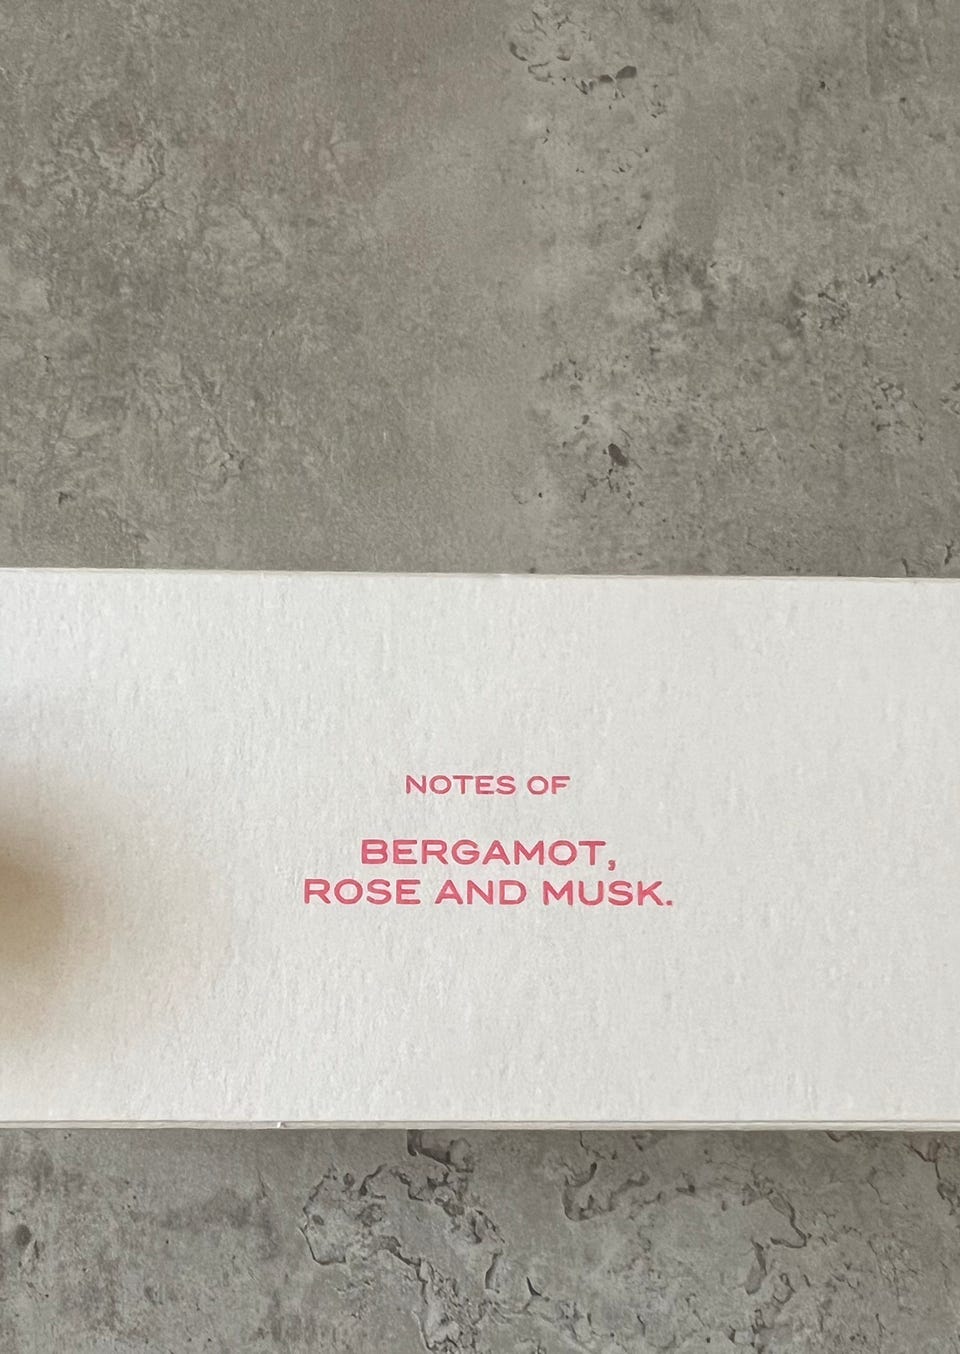 NOTES OF
BERGAMOT,
ROSE AND MUSK.